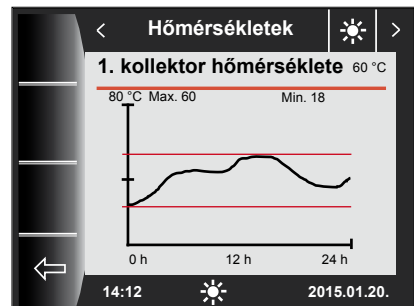 < Hőmérsékletek >
1. kollektor hőmérséklete 60 °C
80 °C Max. 60 Min. 18
0 h 12 h 24 h
14:12 2015.01.20.